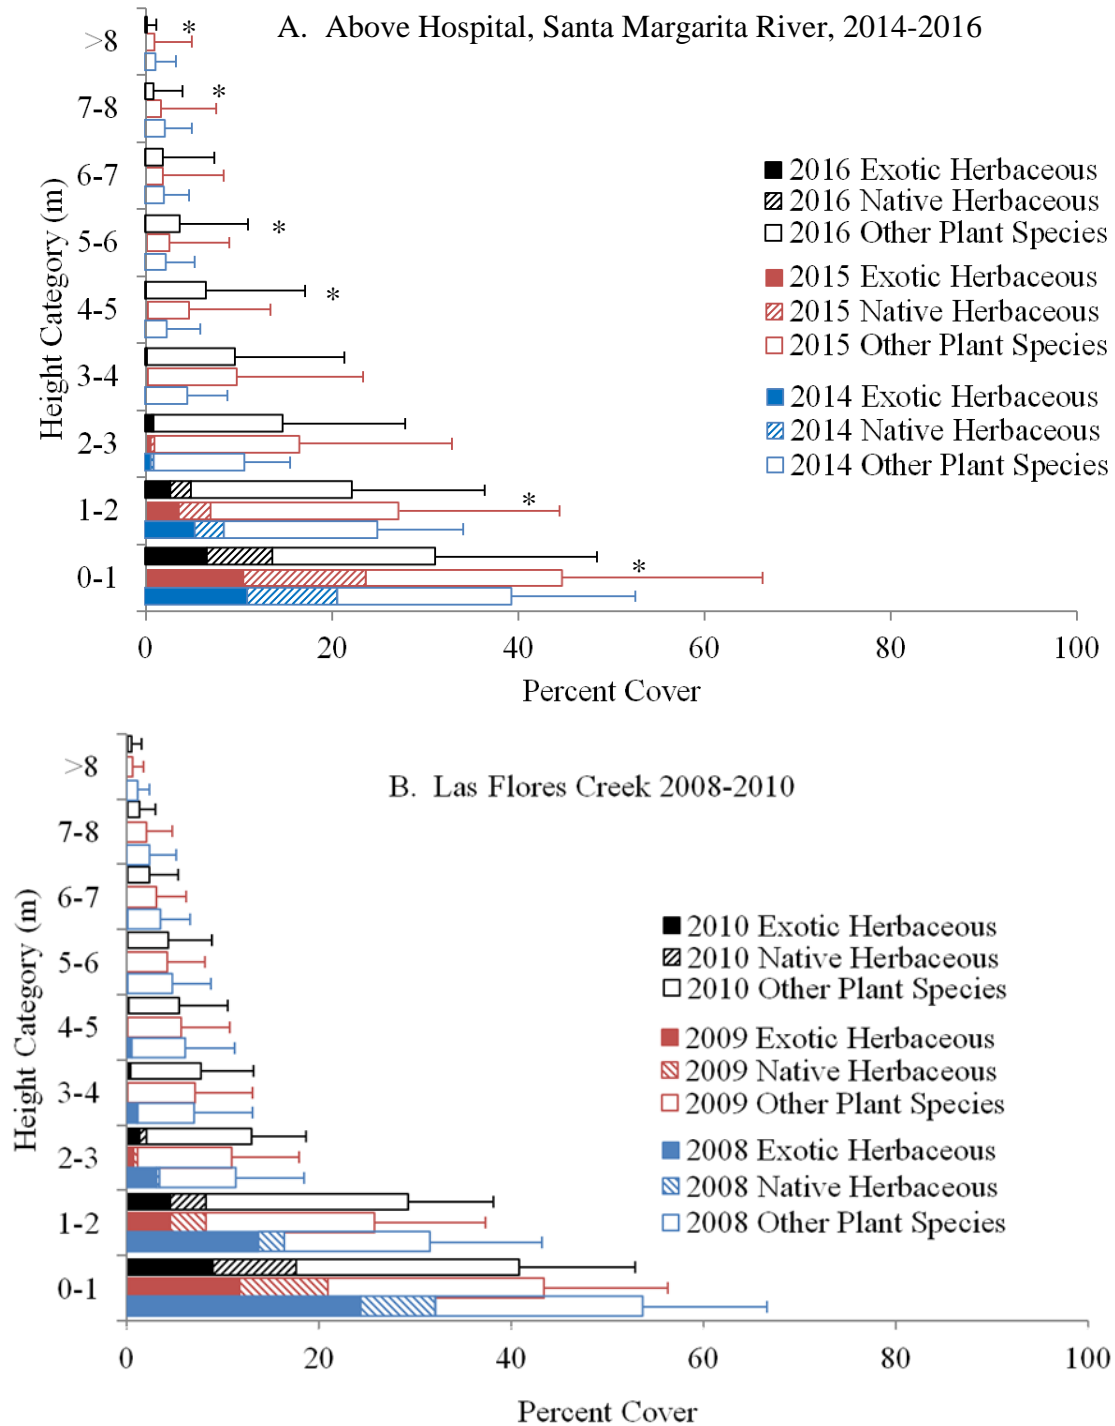 A. Above Hospital, Santa Margarita River, 2014-2016
>8 *
7-8 *
6-7
5-6 *
4-5 *
3-4
2-3
1-2 *
0-1 *
Height Category (m)
2016 Exotic Herbaceous
2016 Native Herbaceous
2016 Other Plant Species
2015 Exotic Herbaceous
2015 Native Herbaceous
2015 Other Plant Species
2014 Exotic Herbaceous
2014 Native Herbaceous
2014 Other Plant Species
0 20 40 60 80 100
Percent Cover
B. Las Flores Creek 2008-2010
>8
7-8
6-7
5-6
4-5
3-4
2-3
1-2
0-1
Height Category (m)
2010 Exotic Herbaceous
2010 Native Herbaceous
2010 Other Plant Species
2009 Exotic Herbaceous
2009 Native Herbaceous
2009 Other Plant Species
2008 Exotic Herbaceous
2008 Native Herbaceous
2008 Other Plant Species
0 20 40 60 80 100
Percent Cover